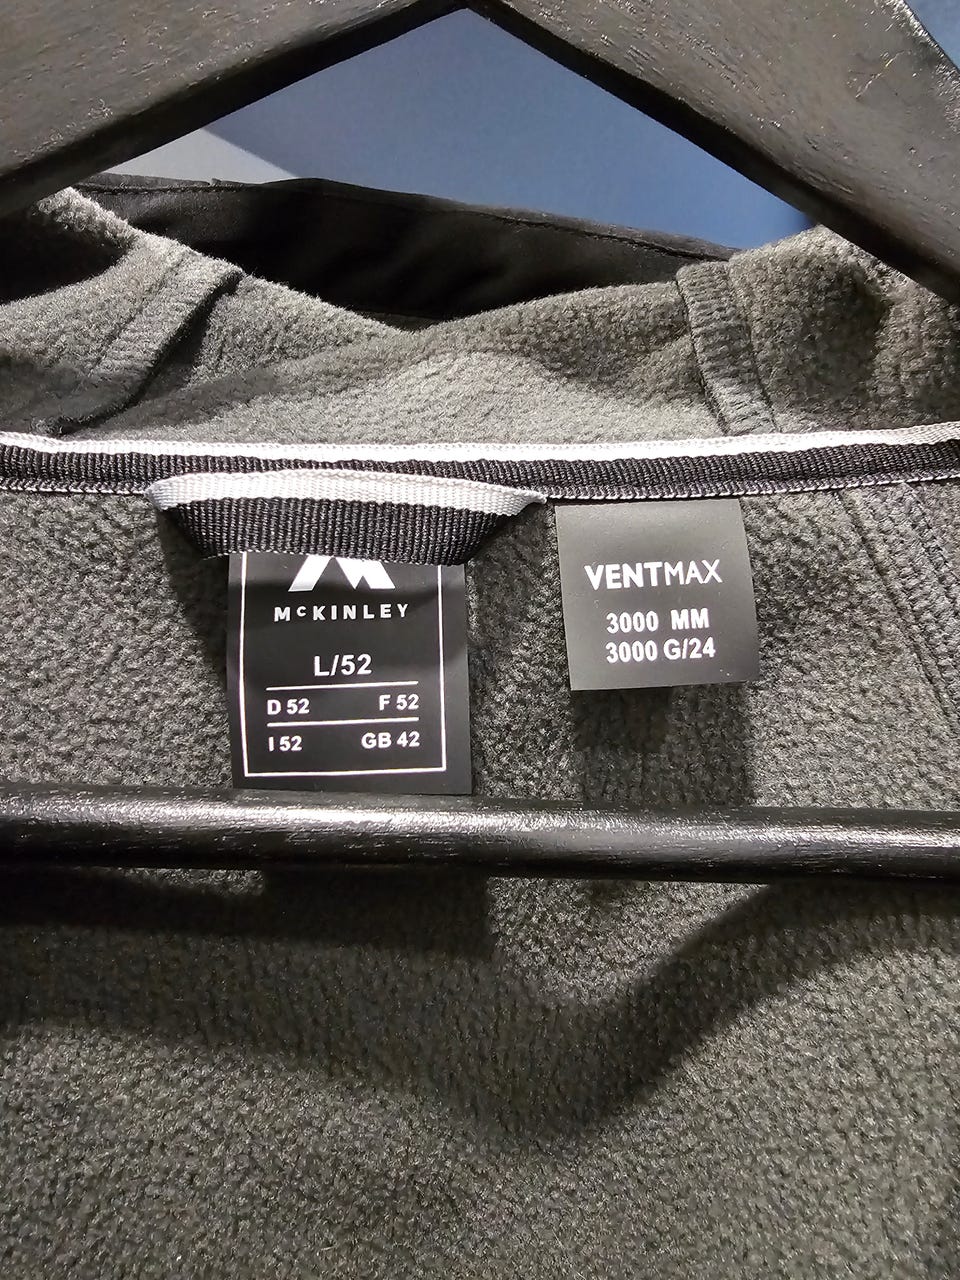 McKINLEY
L/52
D 52 F 52
I 52 GB 42
VENTMAX
3000 MM
3000 G/24